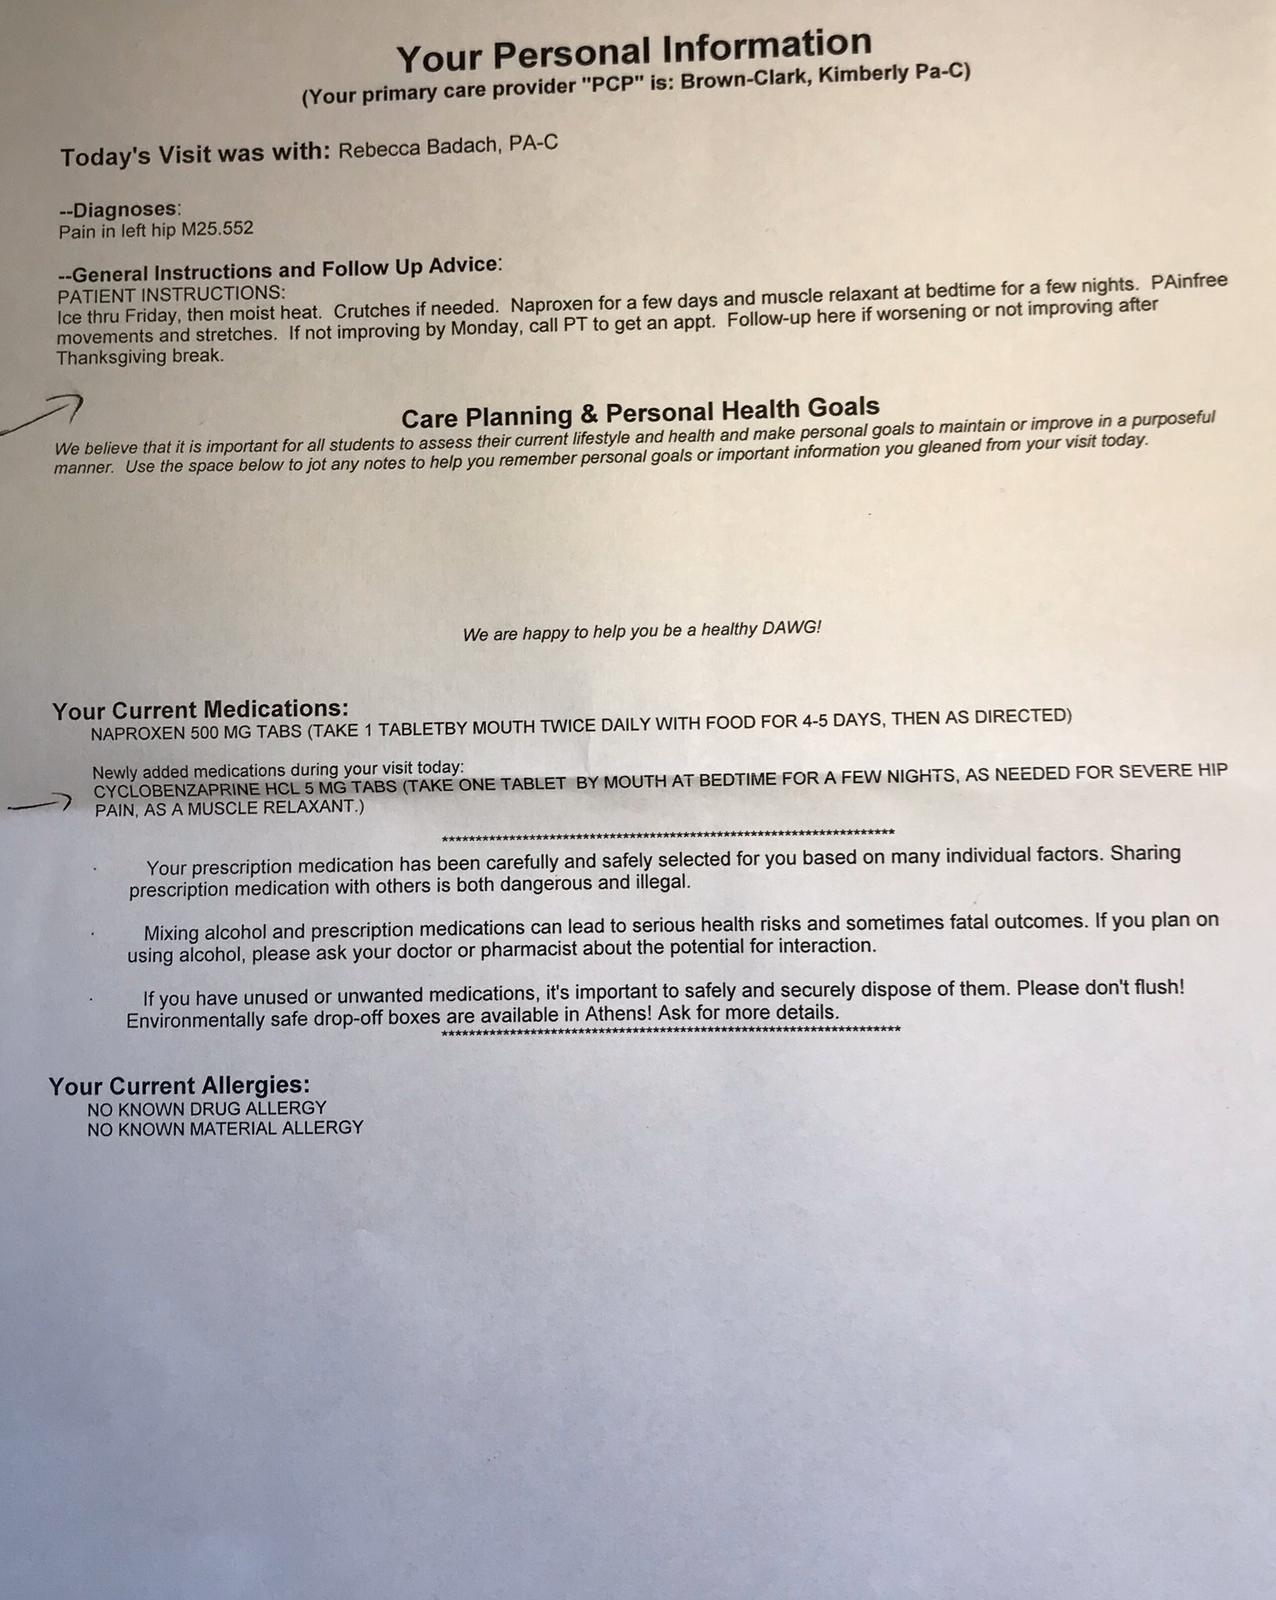 Your Personal Information
(Your primary care provider "PCP" is: Brown-Clark, Kimberly Pa-C)
Today's Visit was with: Rebecca Badach, PA-C
--Diagnoses:
Pain in left hip M25.552
--General Instructions and Follow Up Advice:
PATIENT INSTRUCTIONS:
Ice thru Friday, then moist heat.  Crutches if needed.  Naproxen for a few days and muscle relaxant at bedtime for a few nights.  PAinfree
movements and stretches.  If not improving by Monday, call PT to get an appt.  Follow-up here if worsening or not improving after
Thanksgiving break.
Care Planning & Personal Health Goals
We believe that it is important for all students to assess their current lifestyle and health and make personal goals to maintain or improve in a purposeful
manner.  Use the space below to jot any notes to help you remember personal goals or important information you gleaned from your visit today.
We are happy to help you be a healthy DAWG!
Your Current Medications:
NAPROXEN 500 MG TABS (TAKE 1 TABLETBY MOUTH TWICE DAILY WITH FOOD FOR 4-5 DAYS, THEN AS DIRECTED)
Newly added medications during your visit today:
CYCLOBENZAPRINE HCL 5 MG TABS (TAKE ONE TABLET  BY MOUTH AT BEDTIME FOR A FEW NIGHTS, AS NEEDED FOR SEVERE HIP
PAIN, AS A MUSCLE RELAXANT.)
********************************************************************
· Your prescription medication has been carefully and safely selected for you based on many individual factors. Sharing
prescription medication with others is both dangerous and illegal.
· Mixing alcohol and prescription medications can lead to serious health risks and sometimes fatal outcomes. If you plan on
using alcohol, please ask your doctor or pharmacist about the potential for interaction.
· If you have unused or unwanted medications, it's important to safely and securely dispose of them. Please don't flush!
Environmentally safe drop-off boxes are available in Athens! Ask for more details.
********************************************************************
Your Current Allergies:
NO KNOWN DRUG ALLERGY
NO KNOWN MATERIAL ALLERGY